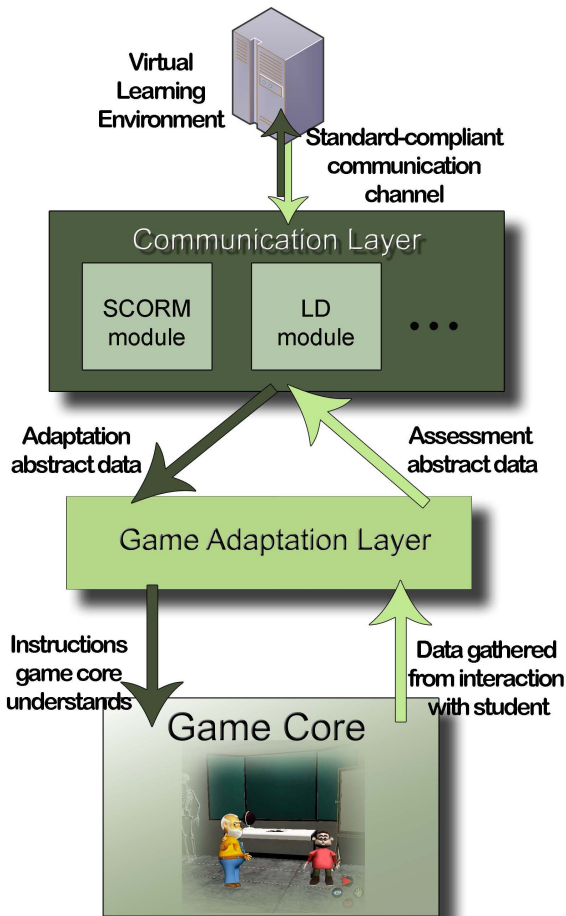 Virtual
Learning
Environment
Standard-compliant
communication
channel
Communication Layer
SCORM
module
LD
module
...
Adaptation
abstract data
Assessment
abstract data
Game Adaptation Layer
Instructions
game core
understands
Data gathered
from interaction
with student
Game Core